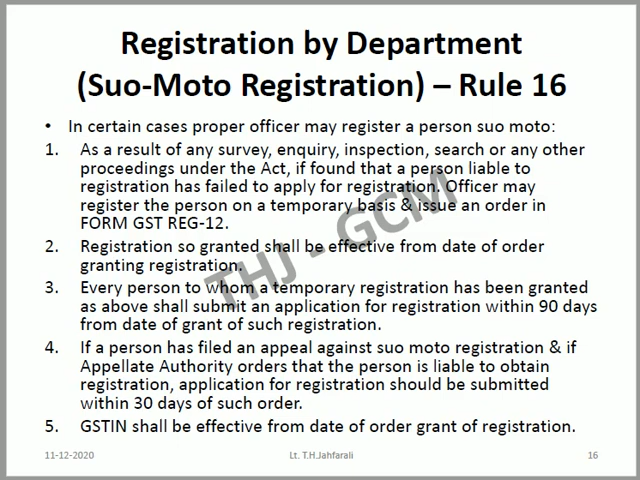 Registration by Department
(Suo-Moto Registration) – Rule 16
• In certain cases proper officer may register a person suo moto:
1. As a result of any survey, enquiry, inspection, search or any other
proceedings under the Act, if found that a person liable to
registration has failed to apply for registration. Officer may
register the person on a temporary basis & issue an order in
FORM GST REG-12.
2. Registration so granted shall be effective from date of order
granting registration.
3. Every person to whom a temporary registration has been granted
as above shall submit an application for registration within 90 days
from date of grant of such registration.
4. If a person has filed an appeal against suo moto registration & if
Appellate Authority orders that the person is liable to obtain
registration, application for registration should be submitted
within 30 days of such order.
5. GSTIN shall be effective from date of order grant of registration.
THJ - GCM
11-12-2020 Lt. T.H.Jahfarali 16